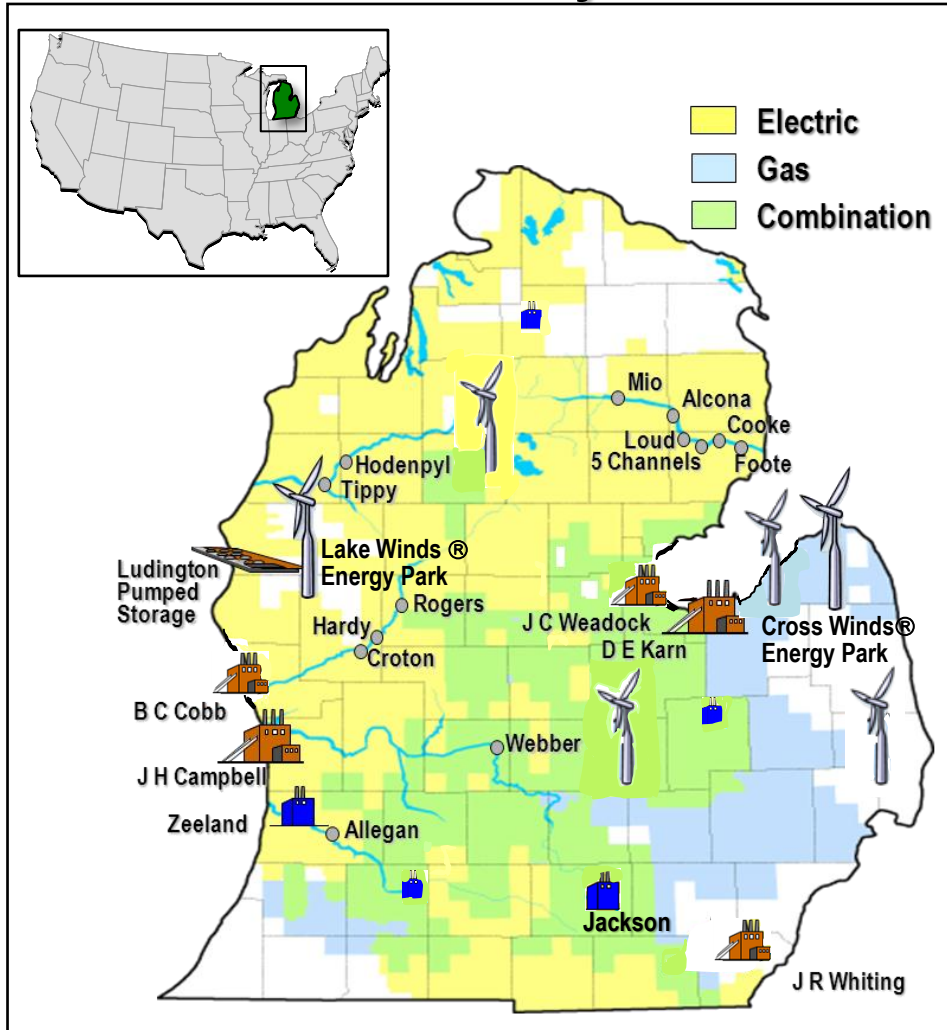 Electric
Gas
Combination
Mio
Alcona
Cooke
Loud
5 Channels
Foote
Hodenpyl
Tippy
Lake Winds ®
Energy Park
Ludington
Pumped
Storage
Rogers
Hardy
Croton
J C Weadock
D E Karn
Cross Winds®
Energy Park
B C Cobb
Webber
J H Campbell
Zeeland
Allegan
Jackson
J R Whiting